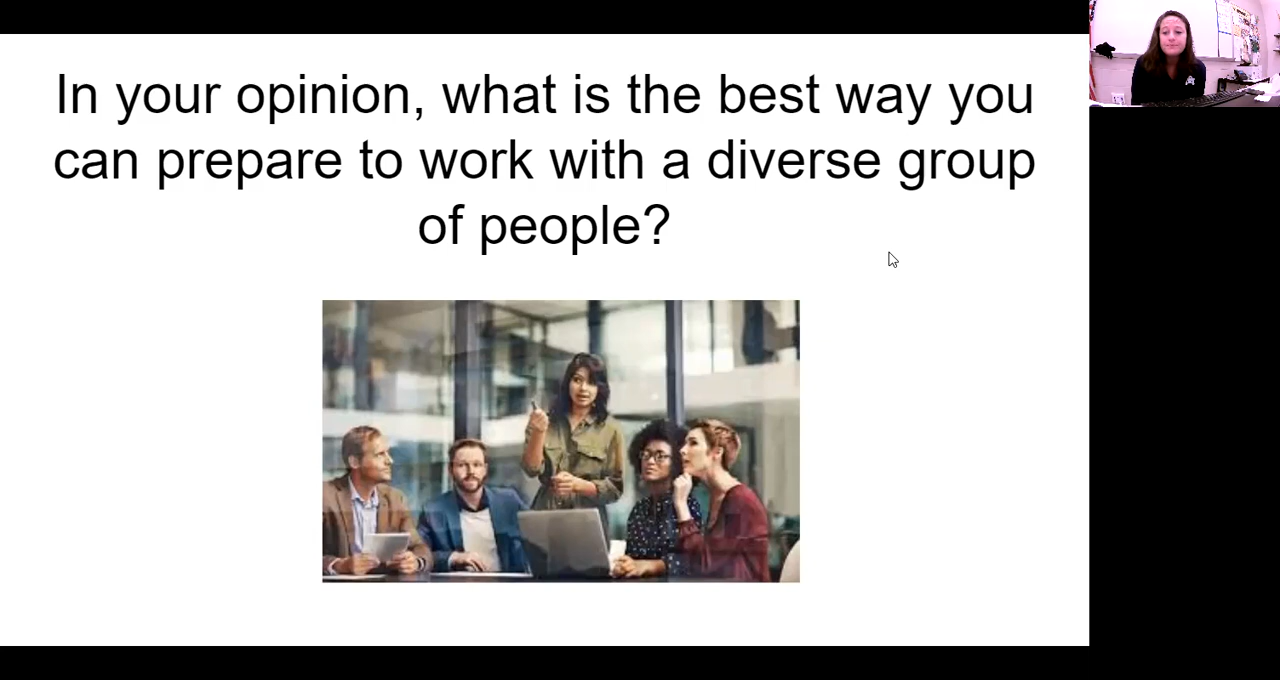 In your opinion, what is the best way you
can prepare to work with a diverse group
of people?